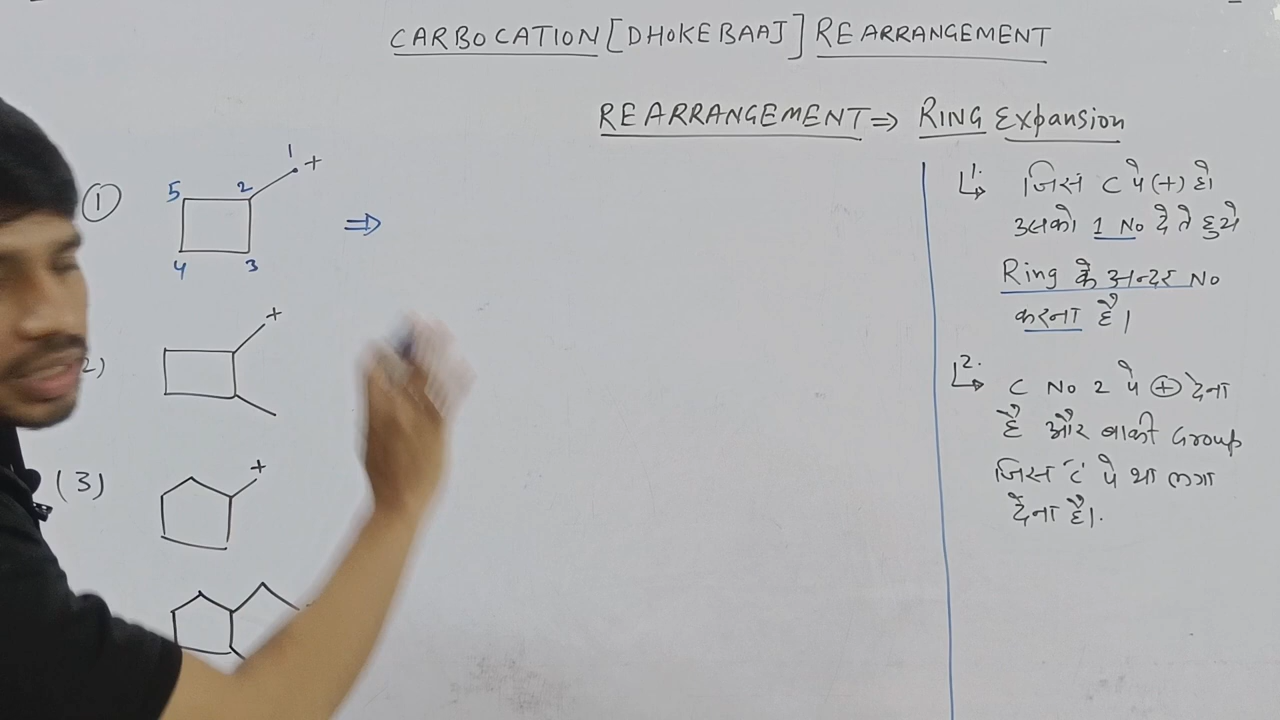 CARBOCATION [DHOKEBAAJ] REARRANGEMENT
REARRANGEMENT ⇒ RING Expansion
① 5 2 1 + ⇒
4 3
2) +
(3) +
1. जिस C पे (+) हो
उसको 1 No देते हुये
Ring के अन्दर No
करना है।
2. C No 2 पे ⊕ देना
है और बाकी Group
जिस C पे था लगा
देना है।